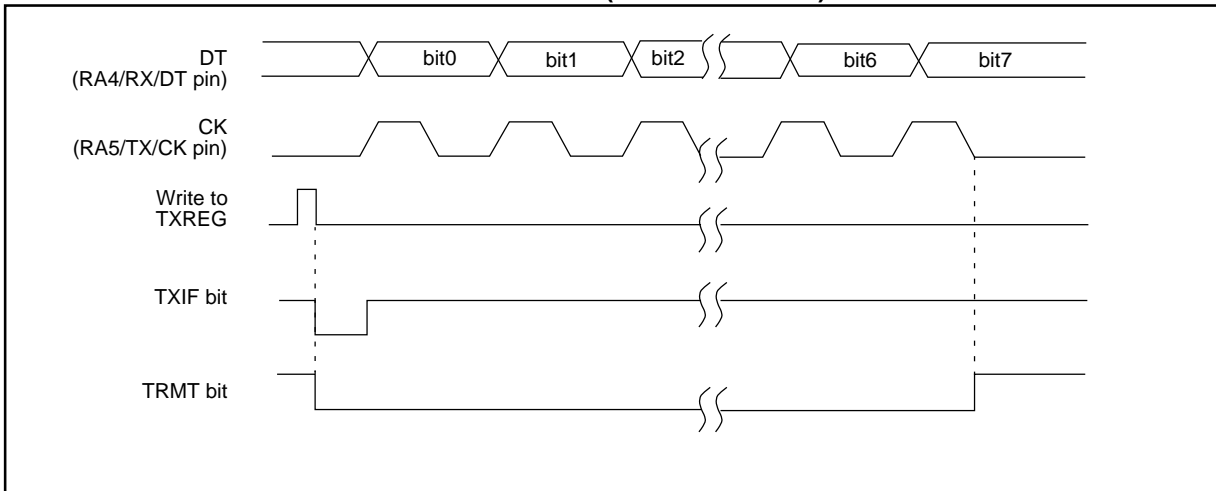 DT
(RA4/RX/DT pin)
bit0 bit1 bit2 bit6 bit7
CK
(RA5/TX/CK pin)
Write to
TXREG
TXIF bit
TRMT bit